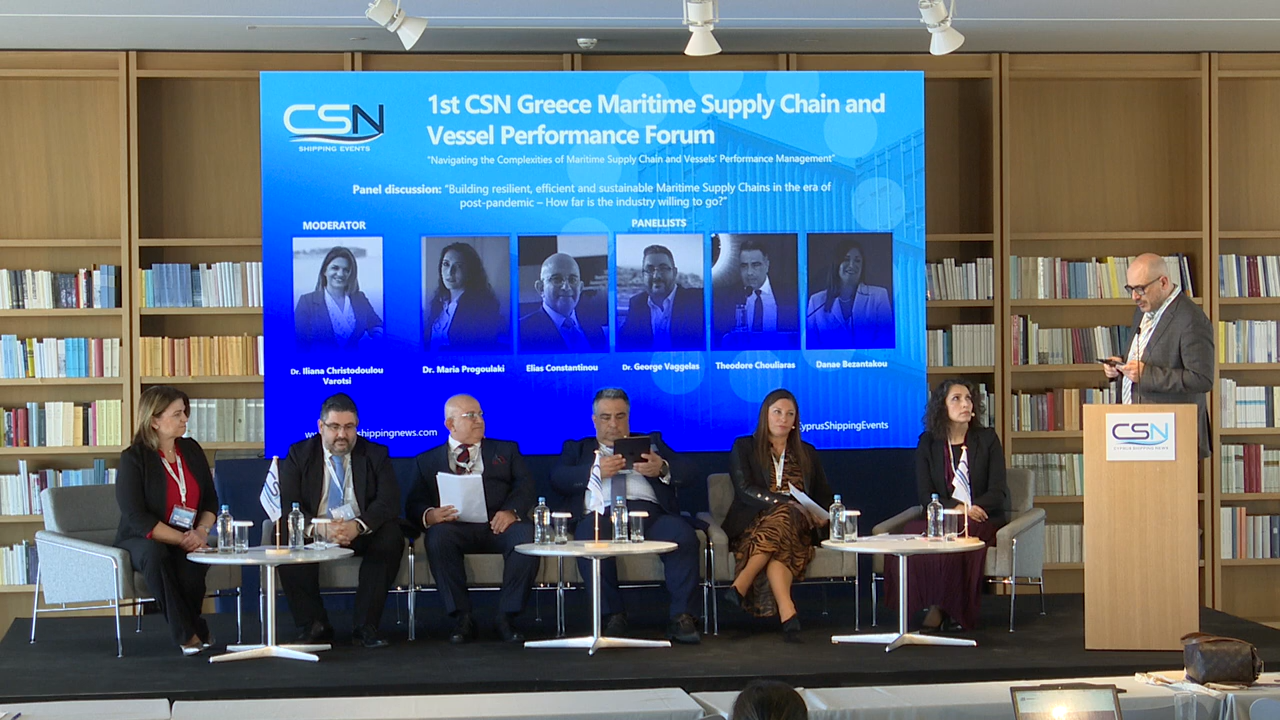 CSN
SHIPPING EVENTS
1st CSN Greece Maritime Supply Chain and
Vessel Performance Forum
"Navigating the Complexities of Maritime Supply Chain and Vessels' Performance Management"
Panel discussion: "Building resilient, efficient and sustainable Maritime Supply Chains in the era of
post-pandemic – How far is the industry willing to go?"
MODERATOR
PANELLISTS
Dr. Iliana Christodoulou
Varotsi
Dr. Maria Progoulaki
Elias Constantinou
Dr. George Vaggelas
Theodore Chouliaras
Danae Bezantakou
shippingnews.com
CyprusShippingEvents
CSN
CYPRUS SHIPPING NEWS